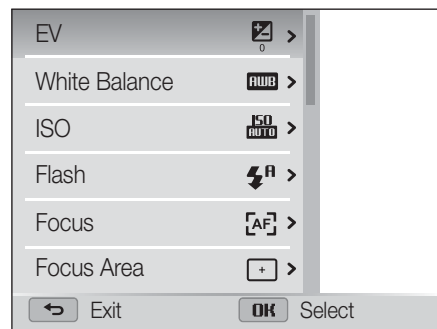 EV 0
White Balance AWB
ISO ISO AUTO
Flash A
Focus AF
Focus Area
Exit OK Select